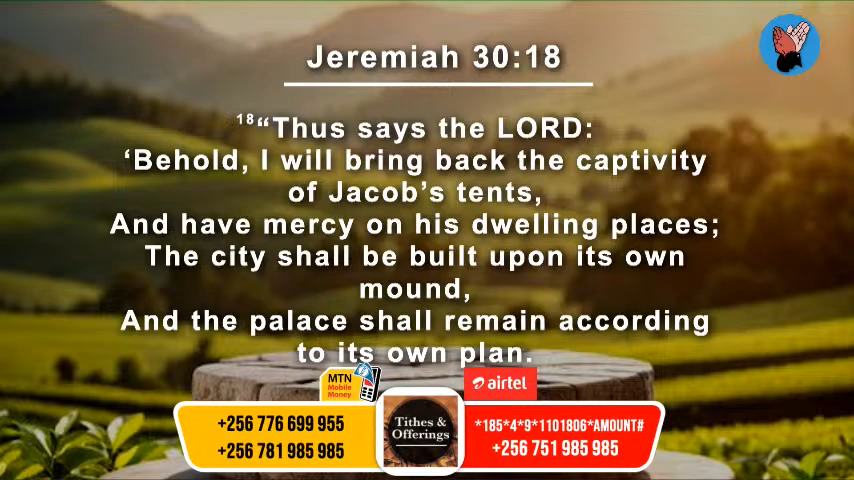 Jeremiah 30:18
18“Thus says the LORD:
‘Behold, I will bring back the captivity
of Jacob’s tents,
And have mercy on his dwelling places;
The city shall be built upon its own
mound,
And the palace shall remain according
to its own plan.
MTN
Mobile
Money
+256 776 699 955
+256 781 985 985
Tithes &
Offerings
airtel
*185*4*9*1101806*AMOUNT#
+256 751 985 985